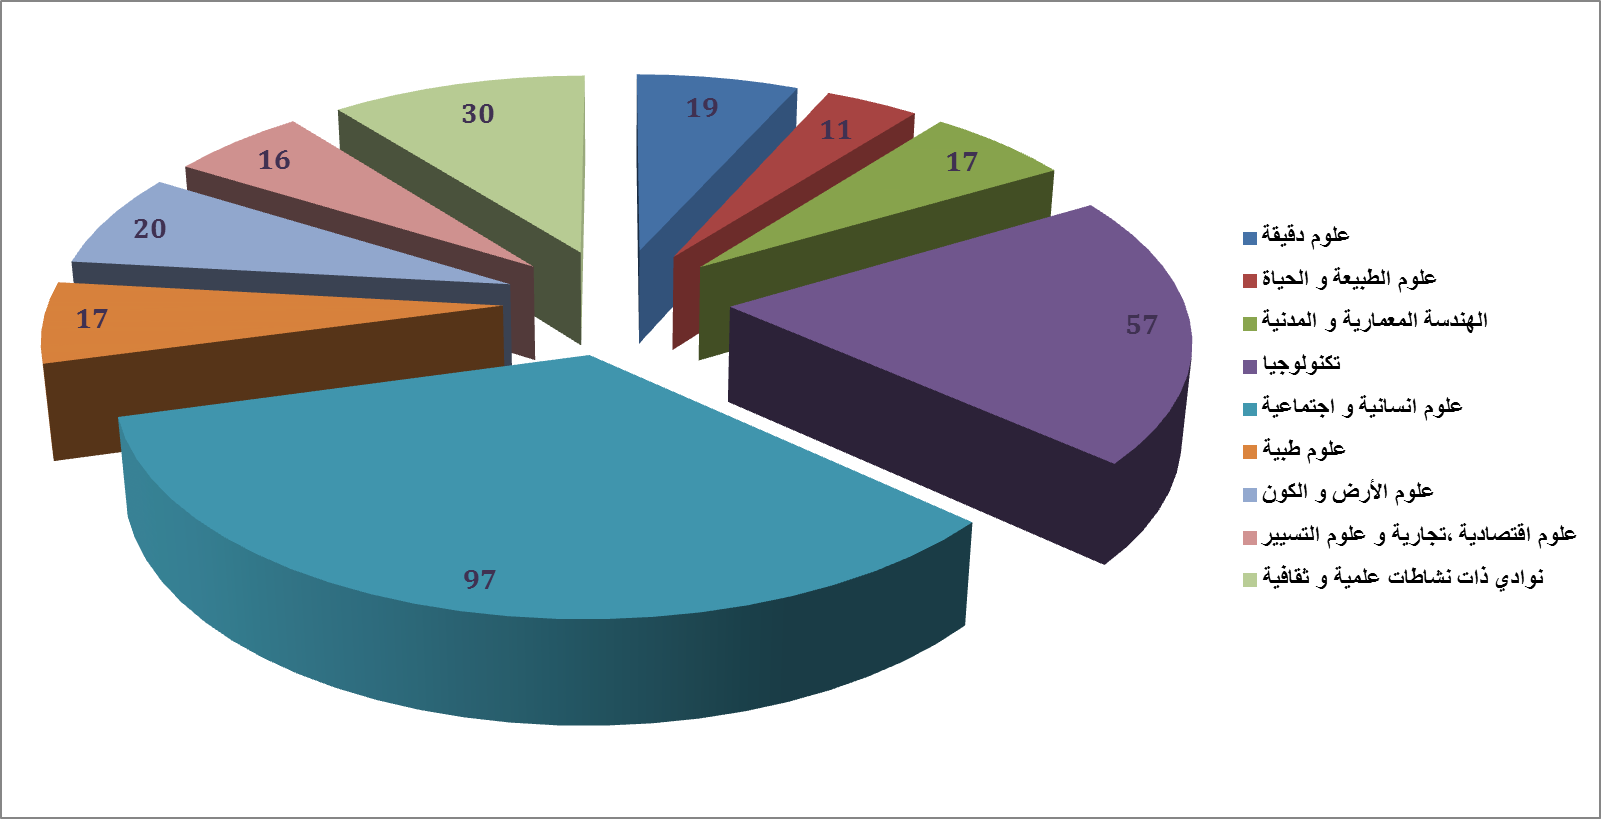 19
11
17
57
97
17
20
16
30
علوم دقيقة
علوم الطبيعة و الحياة
الهندسة المعمارية و المدنية
تكنولوجيا
علوم انسانية و اجتماعية
علوم طبية
علوم الأرض و الكون
علوم اقتصادية ،تجارية و علوم التسيير
نوادي ذات نشاطات علمية و ثقافية